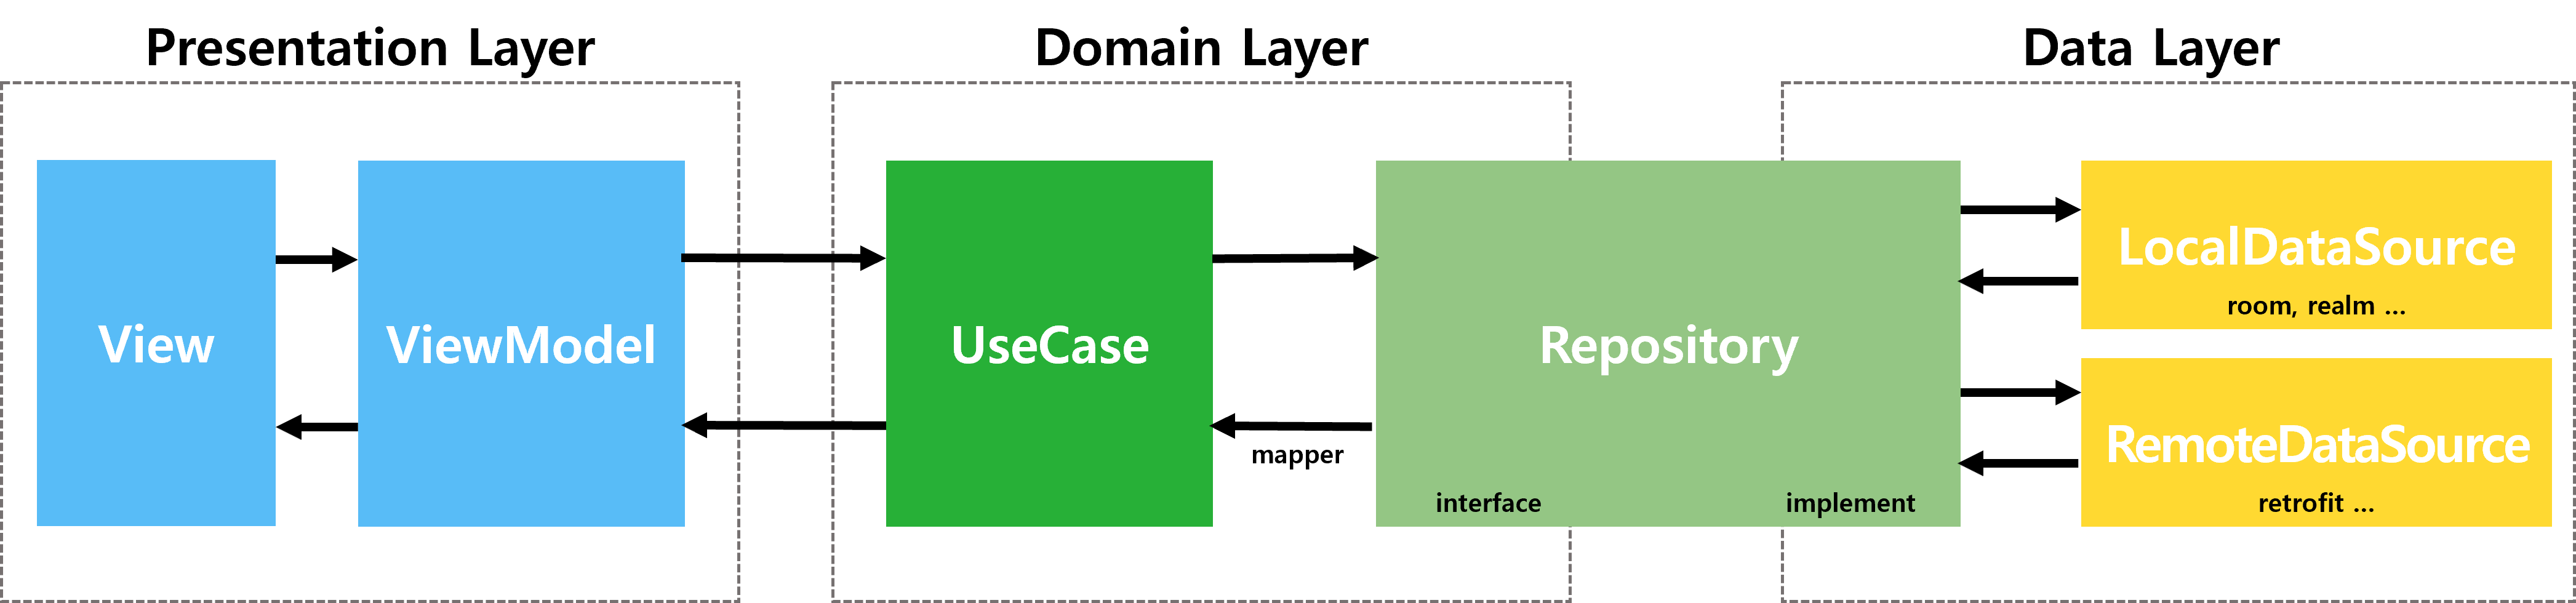 Presentation Layer
Domain Layer
Data Layer
View
ViewModel
UseCase
mapper
Repository
interface
implement
LocalDataSource
room, realm ...
RemoteDataSource
retrofit ...